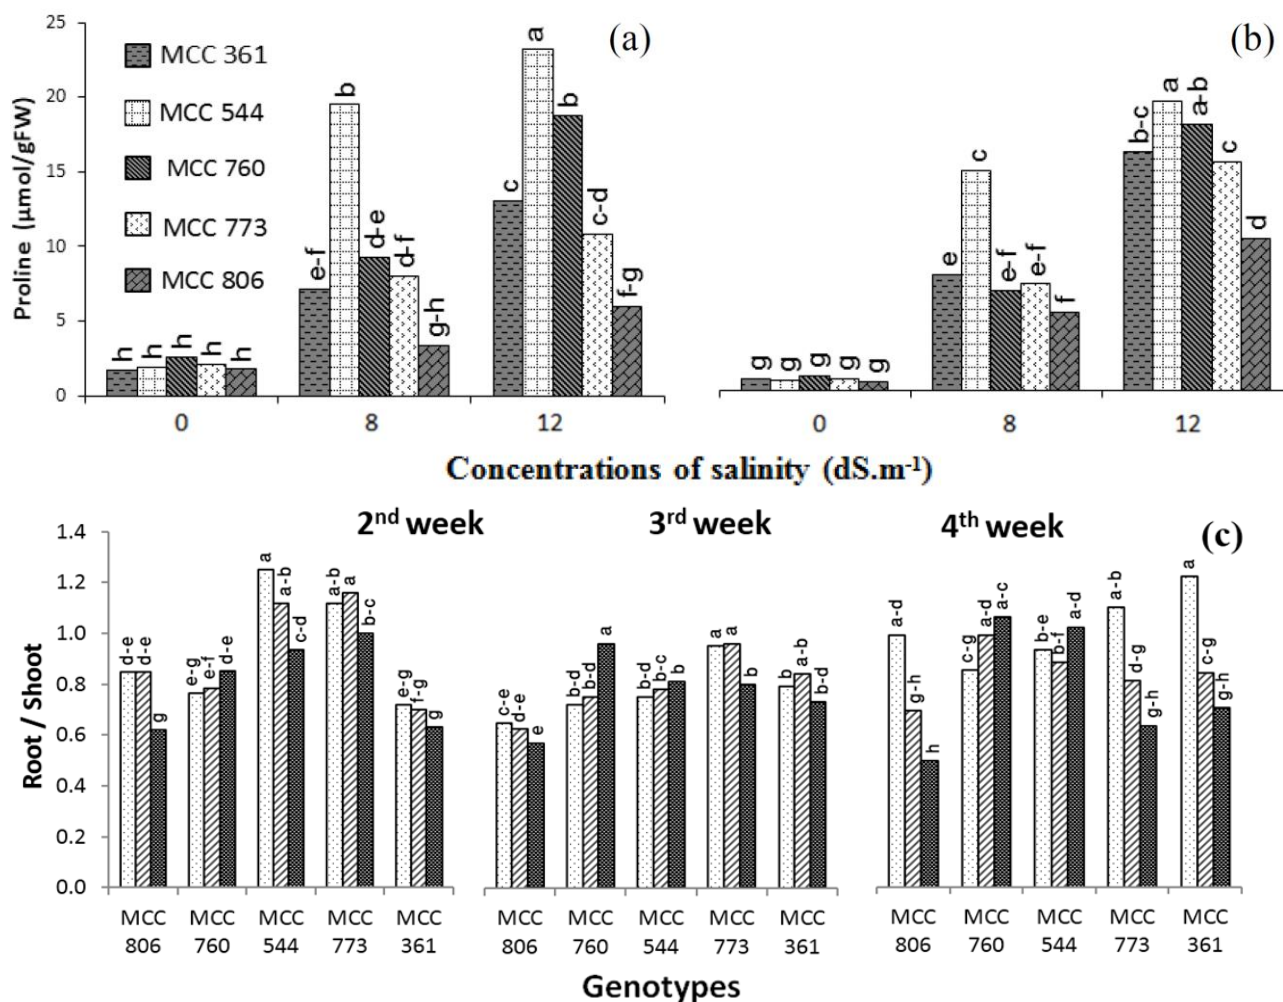 25
20
15
10
5
0
Proline (µmol/gFW)
MCC 361
MCC 544
MCC 760
MCC 773
MCC 806
(a)
h h h h h
e-f b d-e d-f g-h
c a b c-d f-g
0 8 12
(b)
g g g g g
e c e-f e-f f
b-c a a-b c d
0 8 12
Concentrations of salinity (dS.m-1)
2nd week 3rd week 4th week
(c)
1.4
1.2
1.0
0.8
0.6
0.4
0.2
0.0
Root / Shoot
d-e d-e g e-g e-f d-e a a-b c-d a-b a b-c e-g f-g g
c-e d-e e b-d b-d a b-d b-c b a a b b a-b b-d
a-d g-h h c-g a-d a-c b-e b-f a-d a-b d-g g-h a c-g g-h
MCC MCC MCC MCC MCC MCC MCC MCC MCC MCC MCC MCC MCC MCC MCC
806 760 544 773 361 806 760 544 773 361 806 760 544 773 361
Genotypes